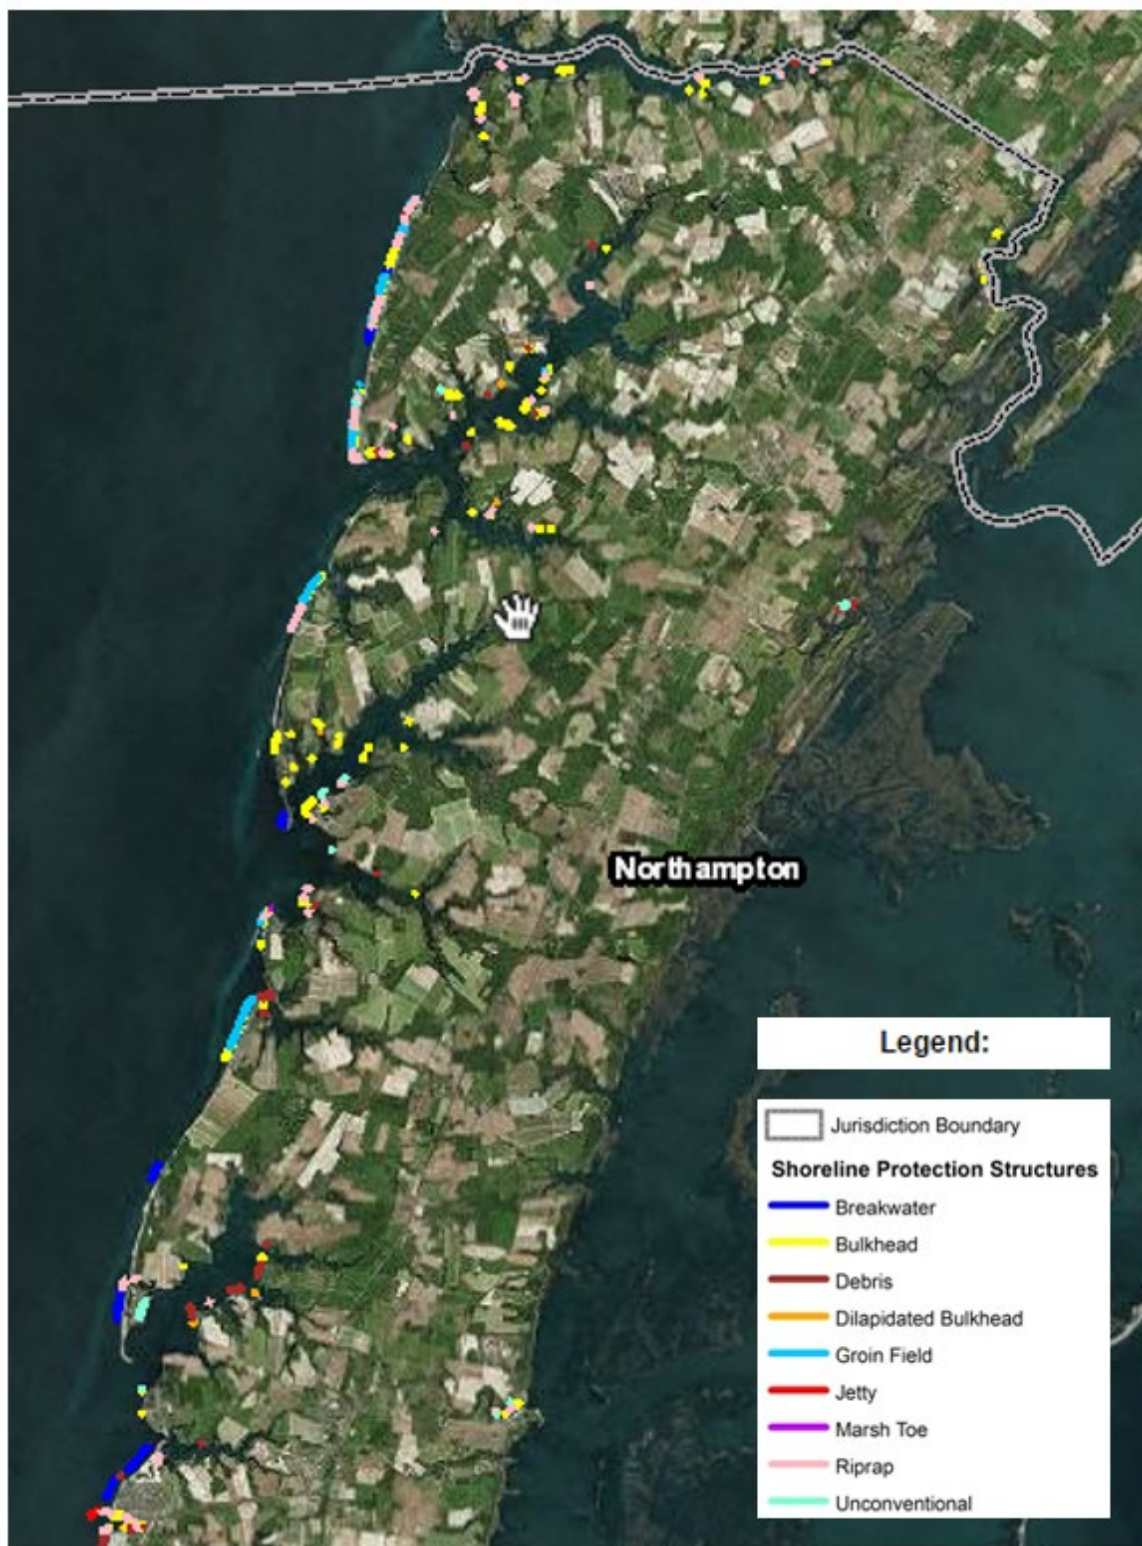 Northampton
Legend:
Jurisdiction Boundary
Shoreline Protection Structures
Breakwater
Bulkhead
Debris
Dilapidated Bulkhead
Groin Field
Jetty
Marsh Toe
Riprap
Unconventional